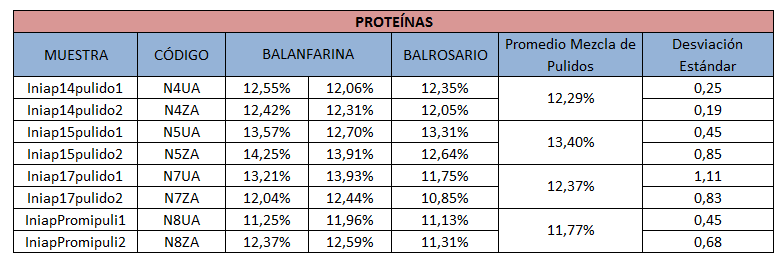 PROTEÍNAS
MUESTRA CÓDIGO BALANFARINA BALROSARIO Promedio Mezcla de Pulidos Desviación Estándar
Iniap14pulido1 N4UA 12,55% 12,06% 12,35% 12,29% 0,25
Iniap14pulido2 N4ZA 12,42% 12,31% 12,05% 0,19
Iniap15pulido1 N5UA 13,57% 12,70% 13,31% 13,40% 0,45
Iniap15pulido2 N5ZA 14,25% 13,91% 12,64% 0,85
Iniap17pulido1 N7UA 13,21% 13,93% 11,75% 12,37% 1,11
Iniap17pulido2 N7ZA 12,04% 12,44% 10,85% 0,83
IniapPromipuli1 N8UA 11,25% 11,96% 11,13% 11,77% 0,45
IniapPromipuli2 N8ZA 12,37% 12,59% 11,31% 0,68